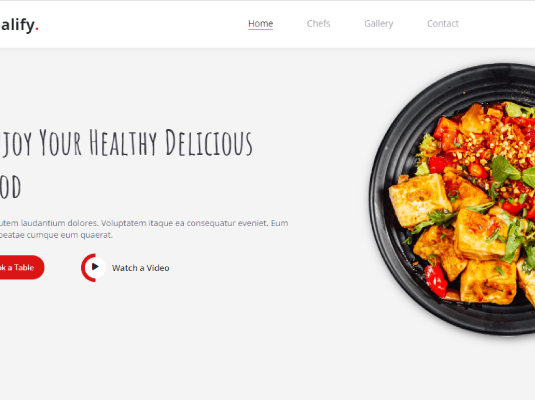 alify.
Home Chefs Gallery Contact
joy Your Healthy Delicious
od
utem laudantium dolores. Voluptatem itaque ea consequatur eveniet. Eum
beatae cumque eum quaerat.
ok a Table Watch a Video